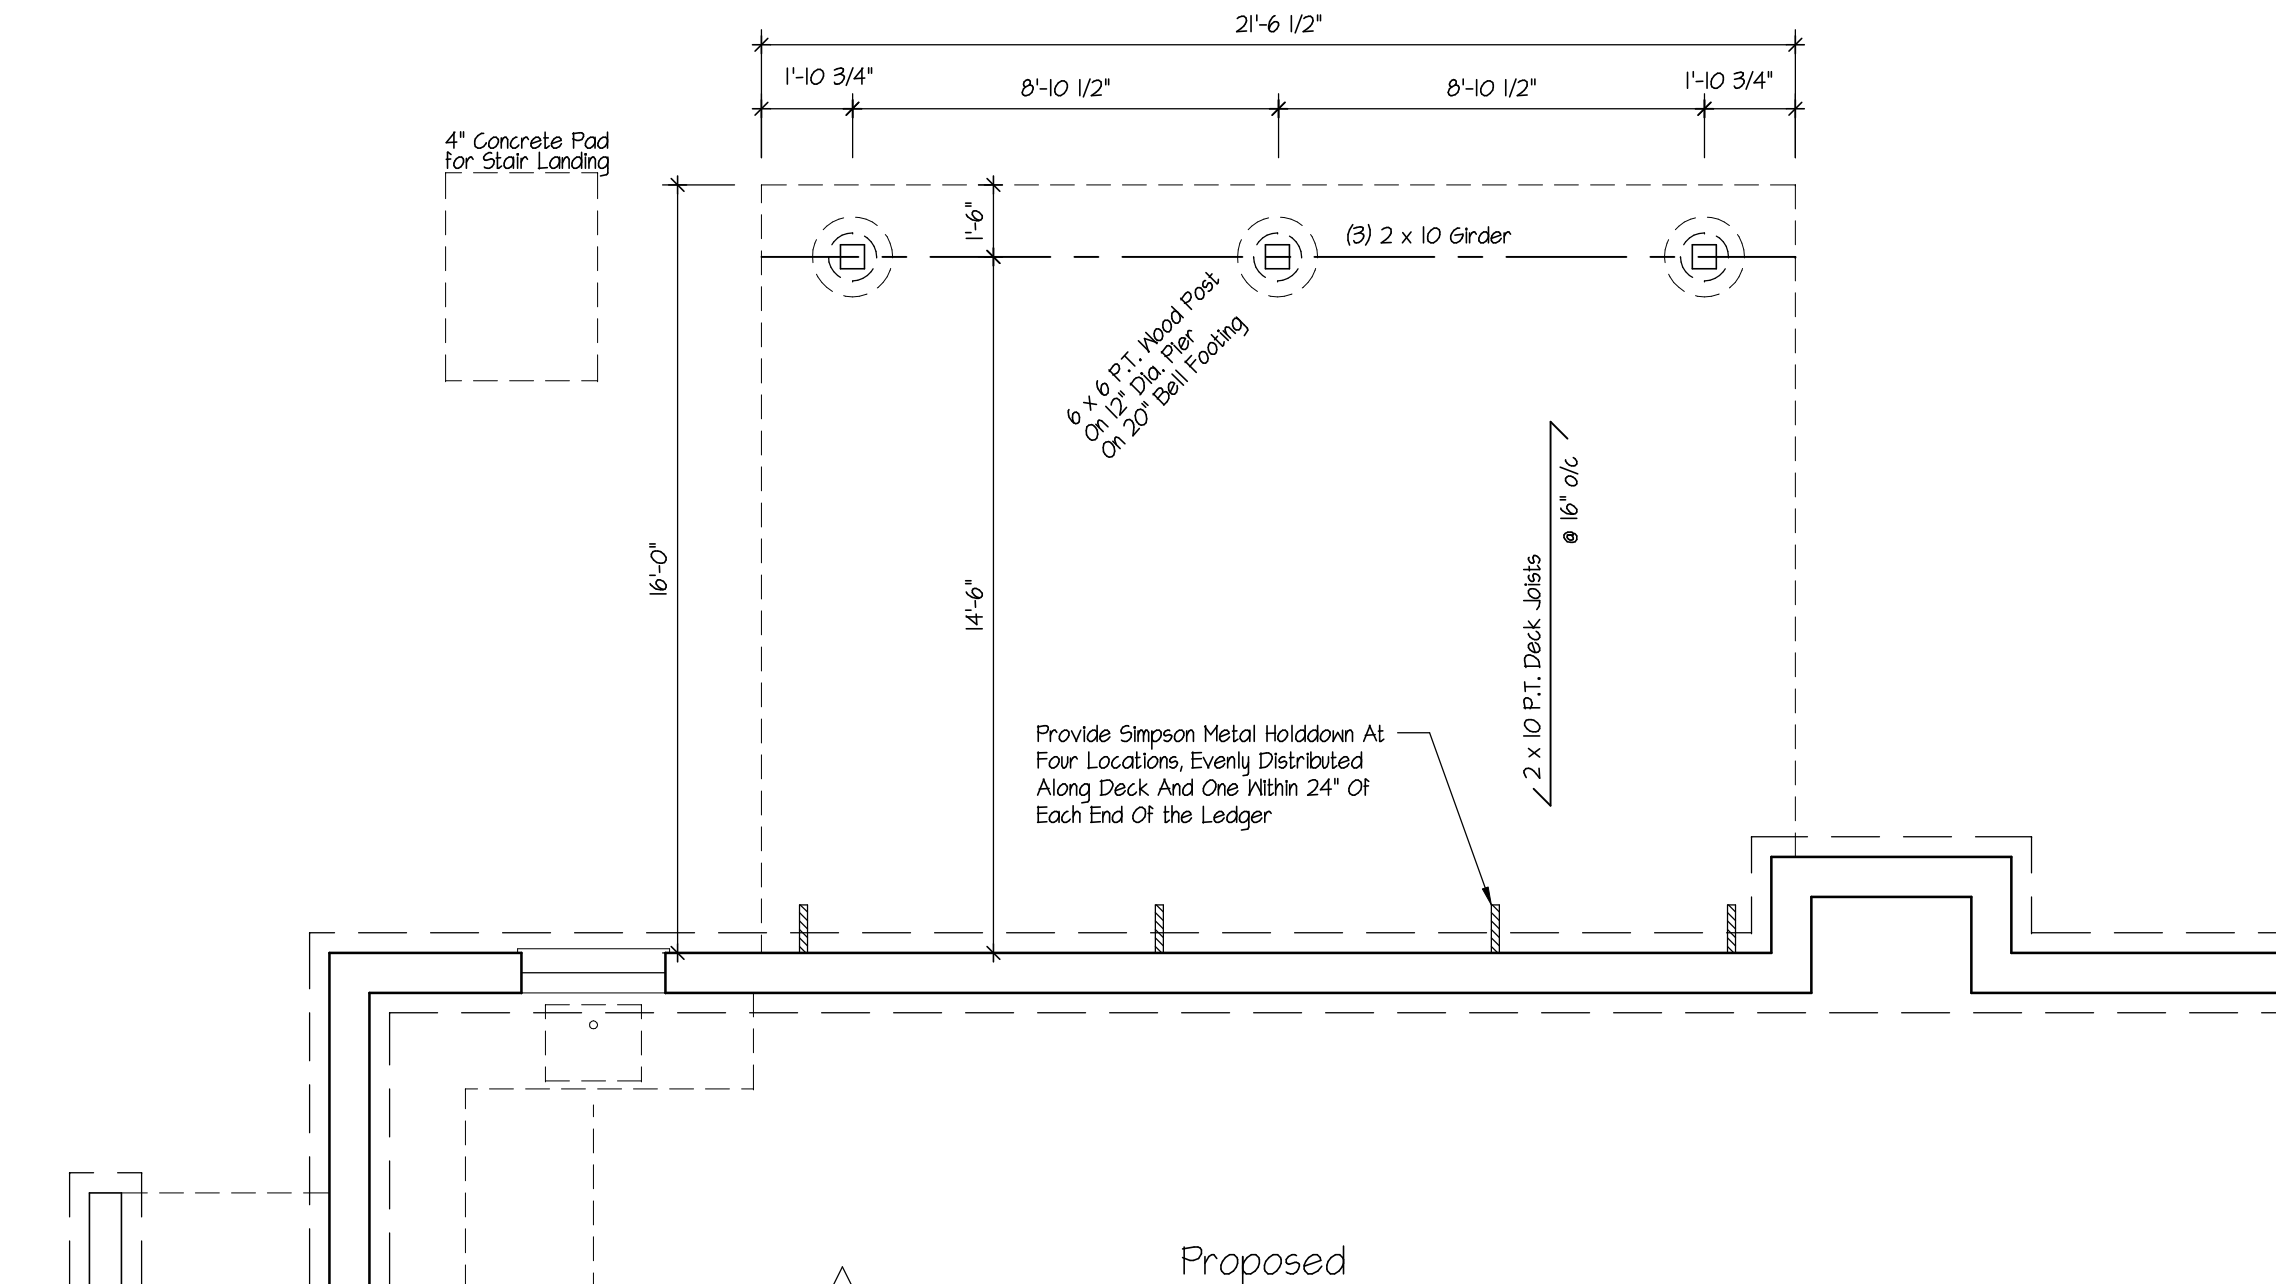 21'-6 1/2"
1'-10 3/4"
8'-10 1/2"
8'-10 1/2"
1'-10 3/4"
4" Concrete Pad
for Stair Landing
1'-6"
(3) 2 x 10 Girder
6 x 6 P.T. Wood Post
On 12" Dia. Pier
On 20" Bell Footing
16'-0"
14'-6"
2 x 10 P.T. Deck Joists
@ 16" o/c
Provide Simpson Metal Holddown At
Four Locations, Evenly Distributed
Along Deck And One Within 24" Of
Each End Of the Ledger
Proposed